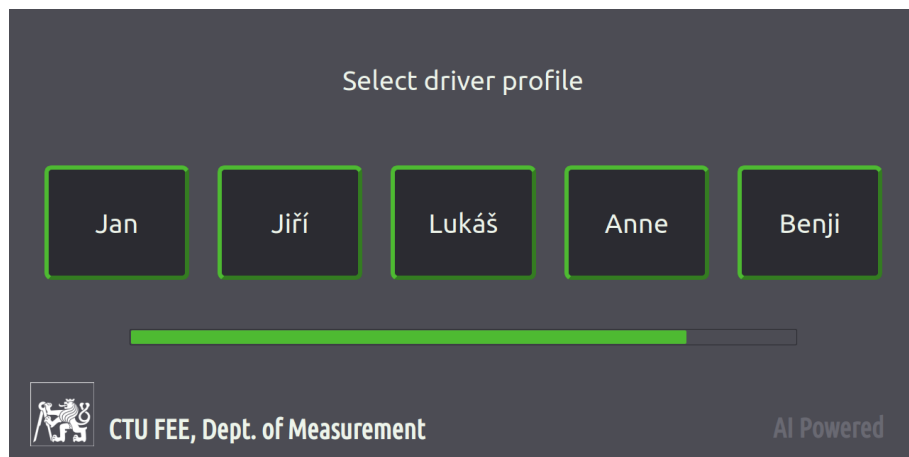 Select driver profile
Jan Jiří Lukáš Anne Benji
CTU FEE, Dept. of Measurement AI Powered